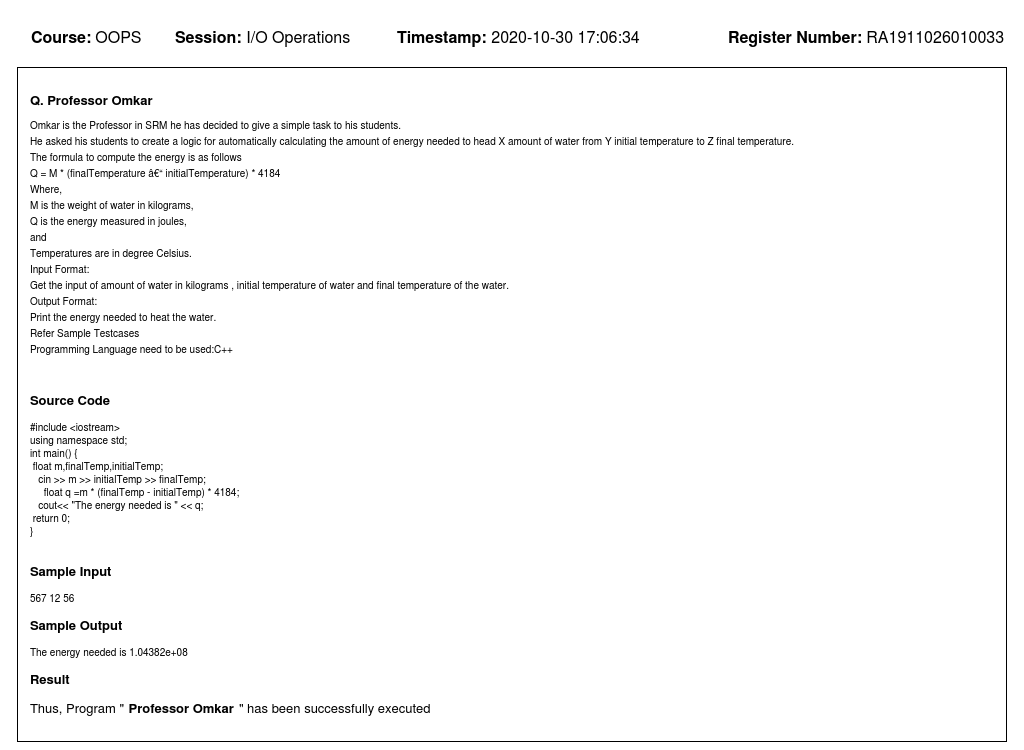 Course: OOPS Session: I/O Operations Timestamp: 2020-10-30 17:06:34 Register Number: RA1911026010033
Q. Professor Omkar
Omkar is the Professor in SRM he has decided to give a simple task to his students.
He asked his students to create a logic for automatically calculating the amount of energy needed to head X amount of water from Y initial temperature to Z final temperature.
The formula to compute the energy is as follows
Q = M * (finalTemperature â€“ initialTemperature) * 4184
Where,
M is the weight of water in kilograms,
Q is the energy measured in joules,
and
Temperatures are in degree Celsius.
Input Format:
Get the input of amount of water in kilograms , initial temperature of water and final temperature of the water.
Output Format:
Print the energy needed to heat the water.
Refer Sample Testcases
Programming Language need to be used:C++
Source Code
#include <iostream>
using namespace std;
int main() {
float m,finalTemp,initialTemp;
cin >> m >> initialTemp >> finalTemp;
float q =m * (finalTemp - initialTemp) * 4184;
cout<< "The energy needed is " << q;
return 0;
}
Sample Input
567 12 56
Sample Output
The energy needed is 1.04382e+08
Result
Thus, Program " Professor Omkar " has been successfully executed